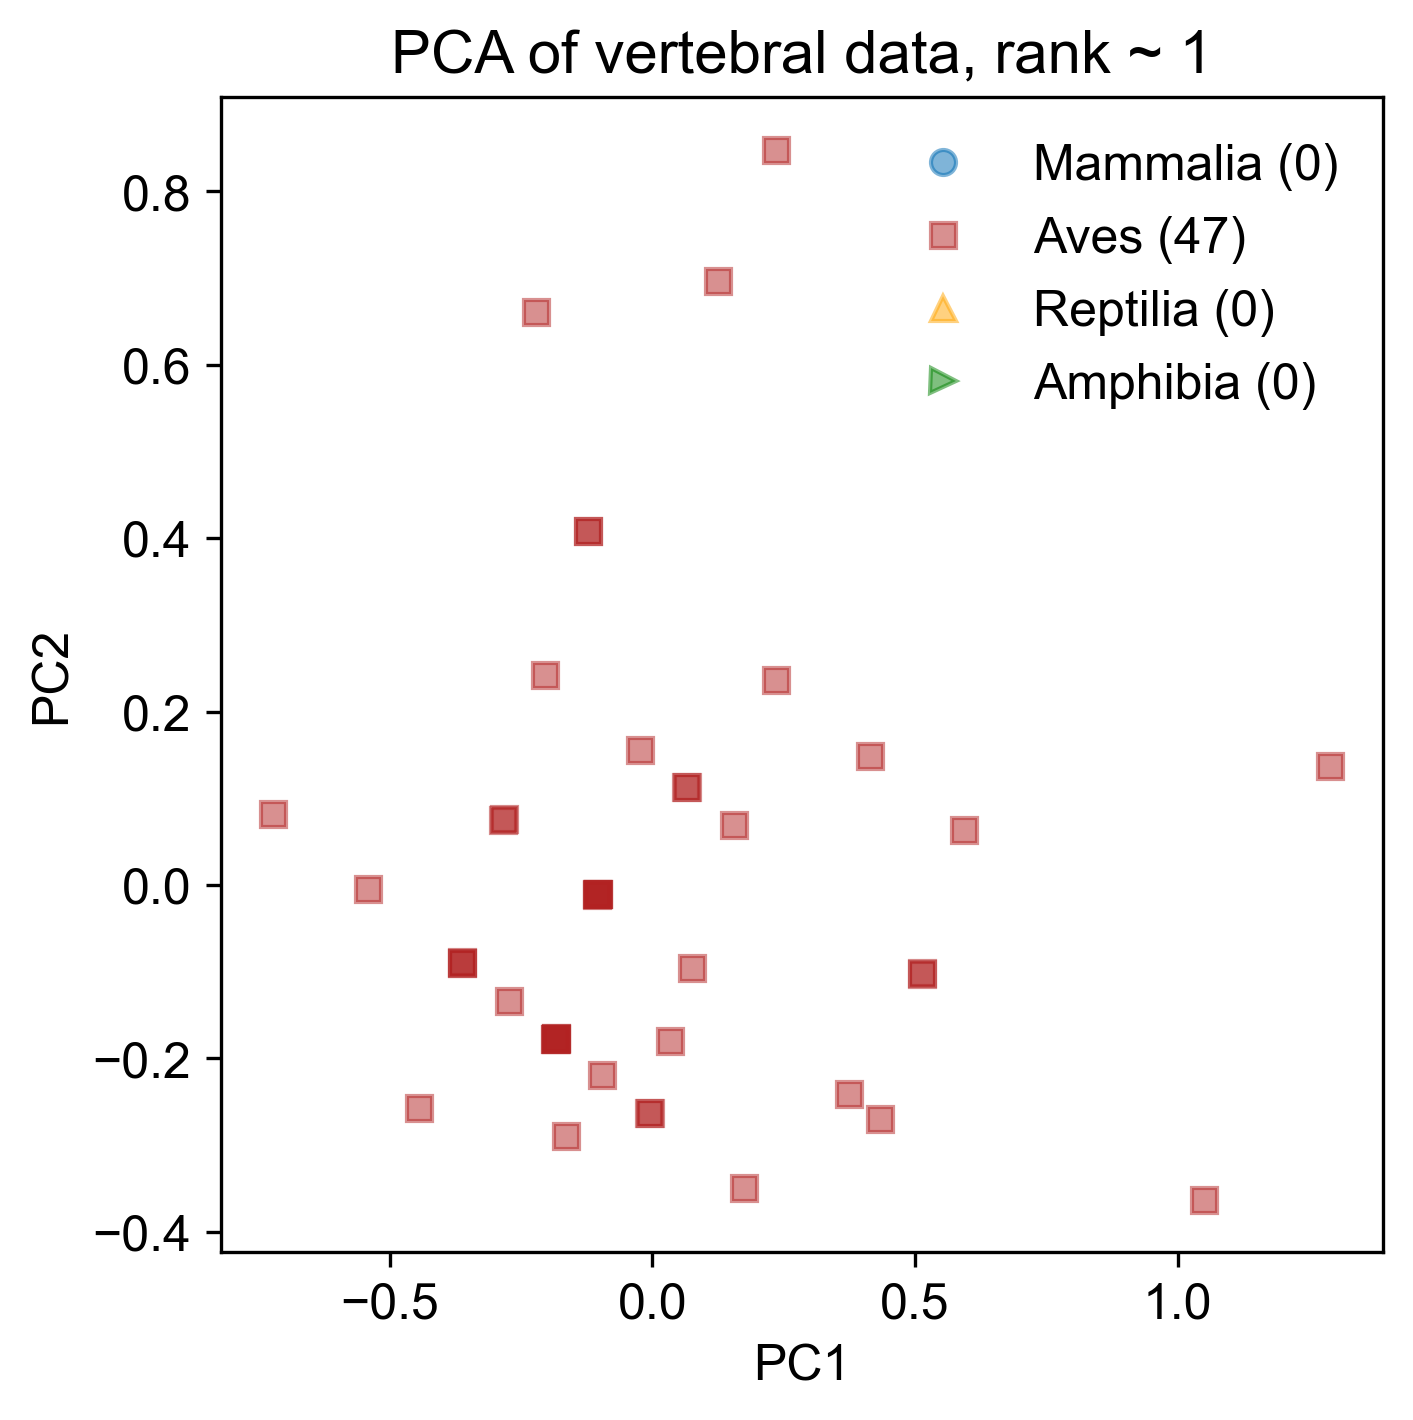 PCA of vertebral data, rank ~ 1
Mammalia (0)
Aves (47)
Reptilia (0)
Amphibia (0)
0.8
0.6
0.4
0.2
0.0
−0.2
−0.4
PC2
−0.5
0.0
0.5
1.0
PC1